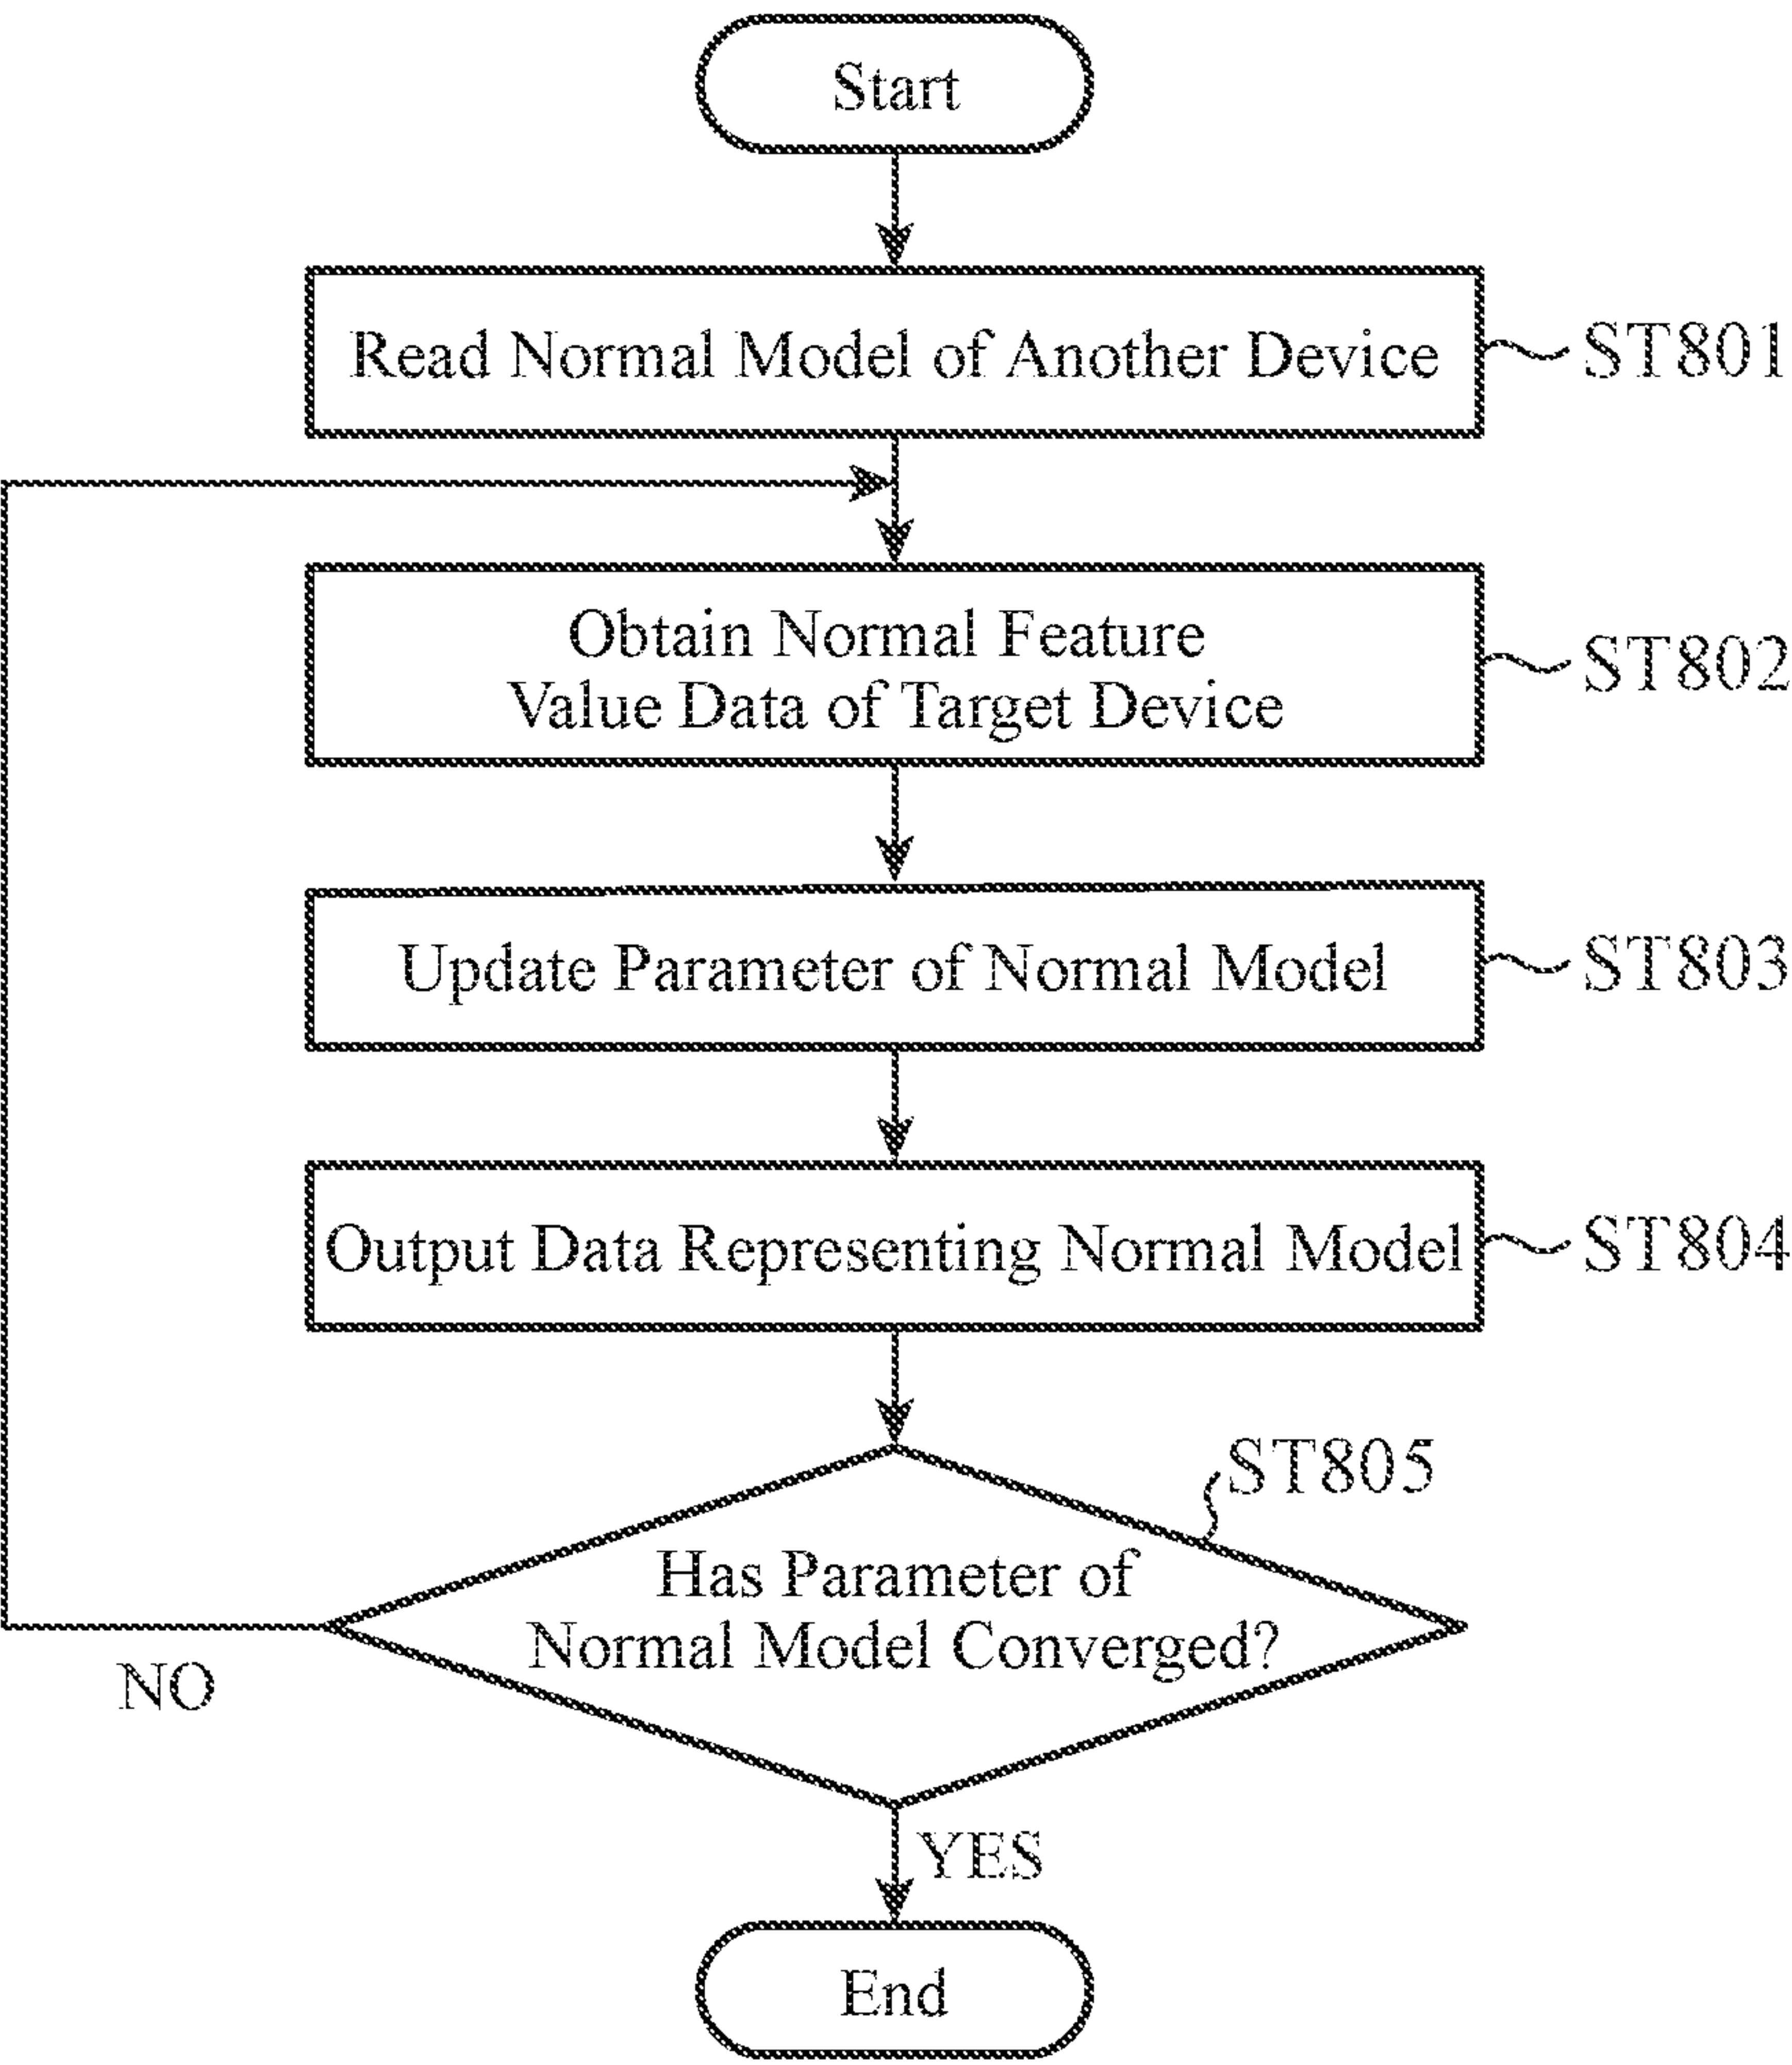 Start
Read Normal Model of Another Device
ST801
Obtain Normal Feature
Value Data of Target Device
ST802
Update Parameter of Normal Model
ST803
Output Data Representing Normal Model
ST804
ST805
Has Parameter of
Normal Model Converged?
NO
YES
End